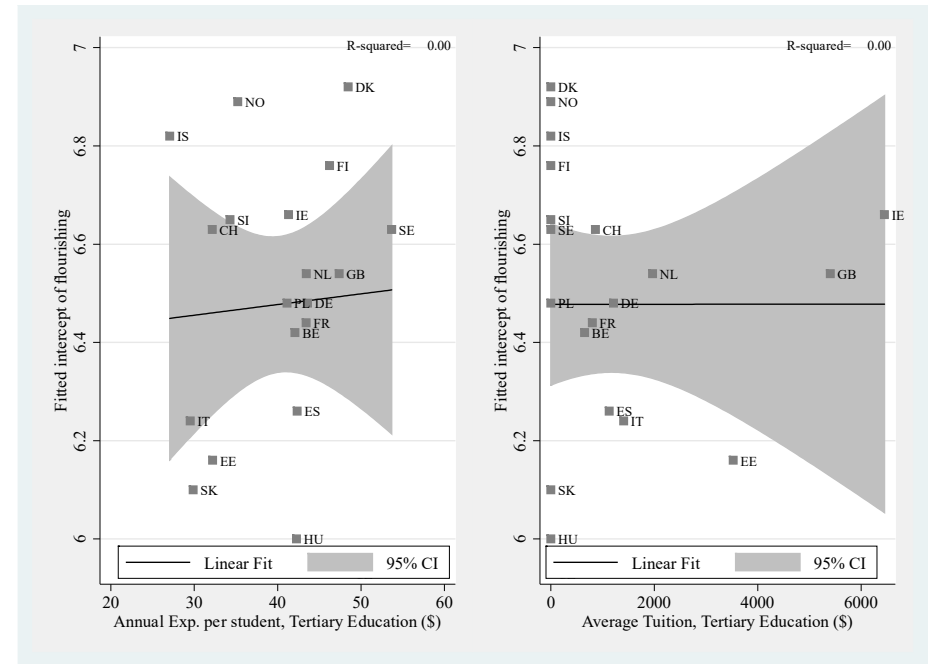 R-squared= 0.00
7
6.8
6.6
6.4
6.2
6
Fitted intercept of flourishing
DK
NO
IS
FI
SI
IE
CH
SE
NL
GB
PL
DE
FR
BE
ES
IT
EE
SK
HU
Linear Fit
95% CI
20 30 40 50 60
Annual Exp. per student, Tertiary Education ($)
R-squared= 0.00
7
6.8
6.6
6.4
6.2
6
Fitted intercept of flourishing
DK
NO
IS
FI
IE
SI
SE
CH
NL
GB
PL
DE
FR
BE
ES
IT
EE
SK
HU
Linear Fit
95% CI
0 2000 4000 6000
Average Tuition, Tertiary Education ($)